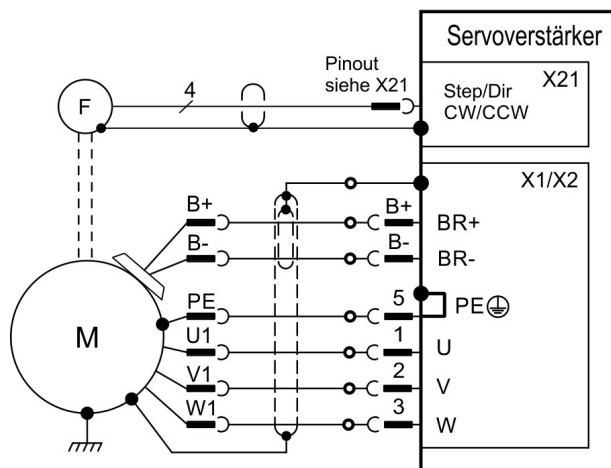 Servoverstärker
Pinout
siehe X21
X21
4
F
Step/Dir
CW/CCW
X1/X2
B+
B+
BR+
B-
B-
BR-
PE
5
PE
M
U1
1
U
V1
2
V
W1
3
W